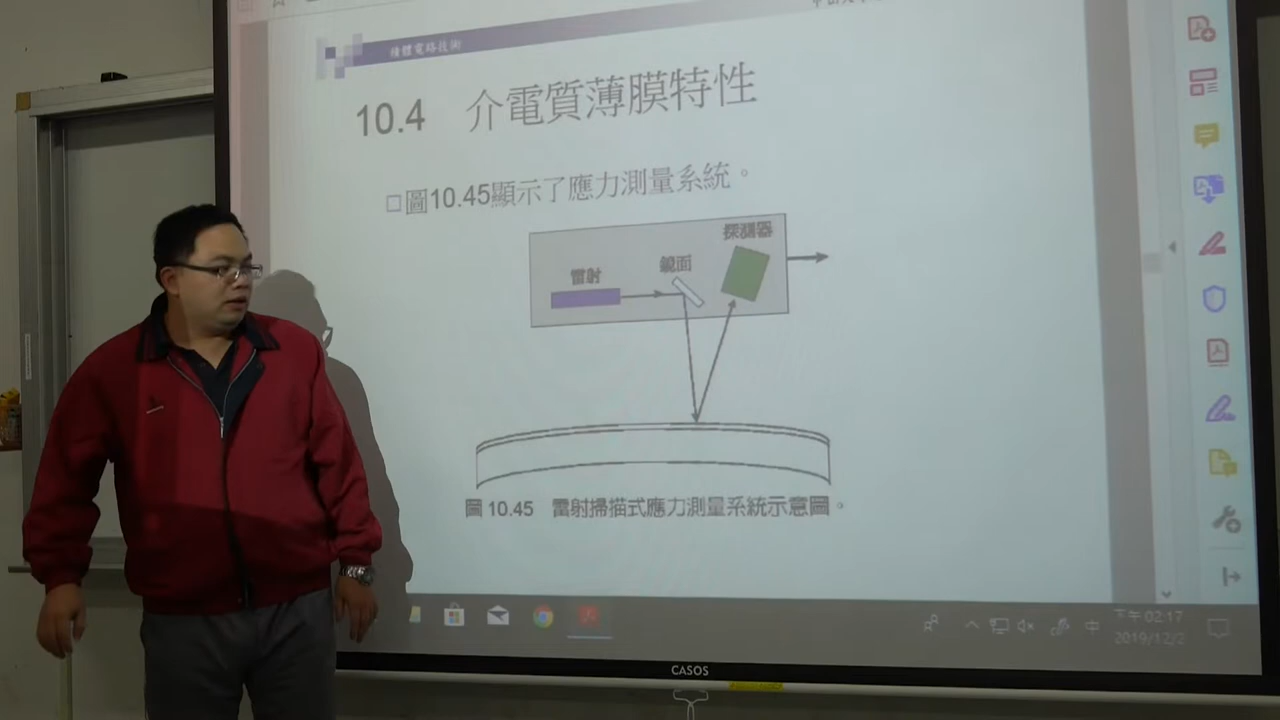 積體電路技術
10.4 介電質薄膜特性
圖10.45顯示了應力測量系統。
探測器
鏡面
雷射
圖 10.45 雷射掃描式應力測量系統示意圖。
中
下午 02:17
2019/12/2
CASOS